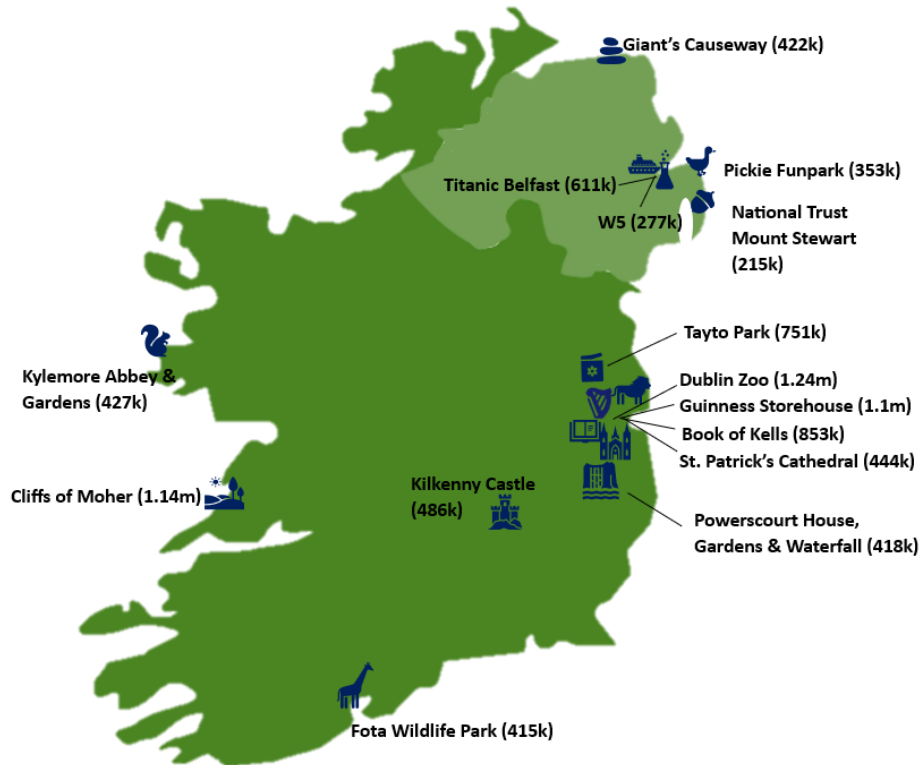 Giant's Causeway (422k)
Pickie Funpark (353k)
Titanic Belfast (611k)
W5 (277k)
National Trust
Mount Stewart
(215k)
Tayto Park (751k)
Kylemore Abbey &
Gardens (427k)
Dublin Zoo (1.24m)
Guinness Storehouse (1.1m)
Book of Kells (853k)
St. Patrick's Cathedral (444k)
Cliffs of Moher (1.14m)
Kilkenny Castle
(486k)
Powerscourt House,
Gardens & Waterfall (418k)
Fota Wildlife Park (415k)